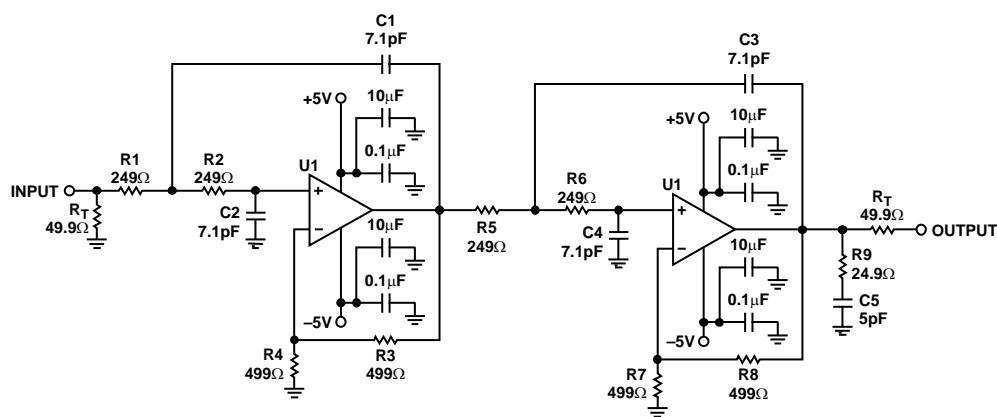 C1
7.1pF
C3
7.1pF
+5V
10µF
0.1µF
+5V
10µF
0.1µF
INPUT
R1
249Ω
R2
249Ω
U1
+
−
RT
49.9Ω
C2
7.1pF
10µF
0.1µF
–5V
R5
249Ω
R6
249Ω
U1
+
−
C4
7.1pF
10µF
0.1µF
–5V
RT
49.9Ω
OUTPUT
R9
24.9Ω
C5
5pF
R4
499Ω
R3
499Ω
R7
499Ω
R8
499Ω